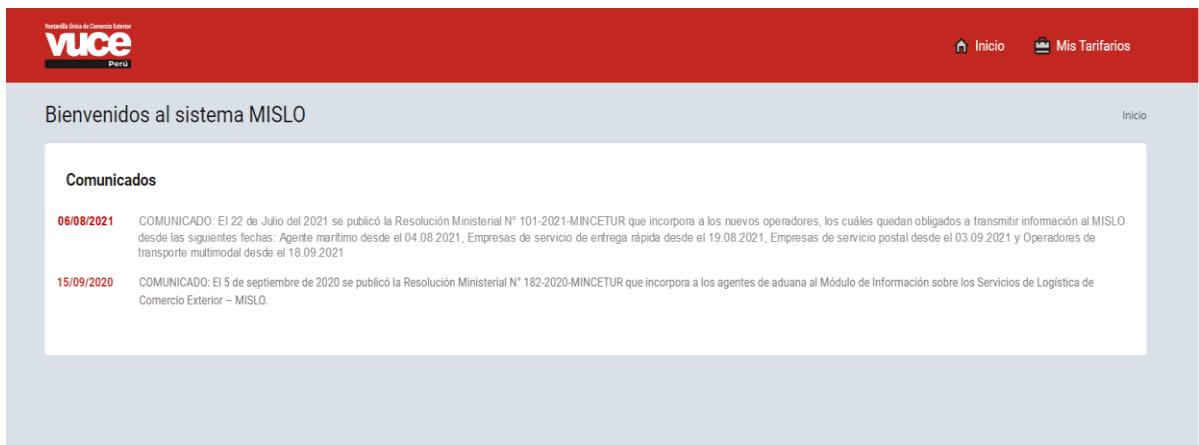 Ventanilla Única de Comercio Exterior
vuce
Perú
Inicio
Mis Tarifarios
Bienvenidos al sistema MISLO
Inicio
Comunicados
06/08/2021
COMUNICADO: El 22 de Julio del 2021 se publicó la Resolución Ministerial N° 101-2021-MINCETUR que incorpora a los nuevos operadores, los cuáles quedan obligados a transmitir información al MISLO
desde las siguientes fechas: Agente marítimo desde el 04.08.2021, Empresas de servicio de entrega rápida desde el 19.08.2021, Empresas de servicio postal desde el 03.09.2021 y Operadores de
transporte multimodal desde el 18.09.2021
15/09/2020
COMUNICADO: El 5 de septiembre de 2020 se publicó la Resolución Ministerial N° 182-2020-MINCETUR que incorpora a los agentes de aduana al Módulo de Información sobre los Servicios de Logística de
Comercio Exterior – MISLO.